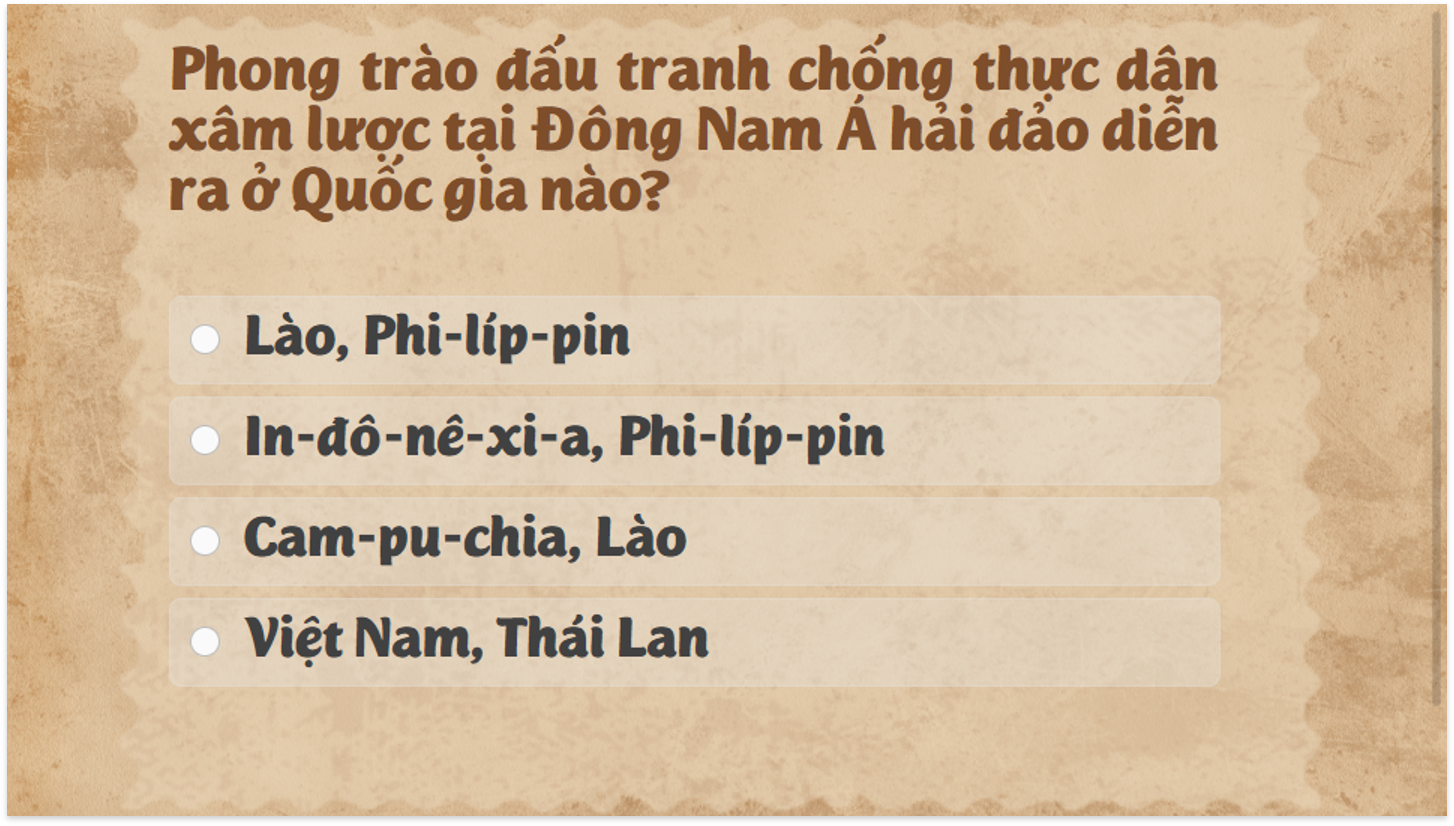 Phong trào đấu tranh chống thực dân
xâm lược tại Đông Nam Á hải đảo diễn
ra ở Quốc gia nào?
Lào, Phi-líp-pin
In-đô-nê-xi-a, Phi-líp-pin
Cam-pu-chia, Lào
Việt Nam, Thái Lan